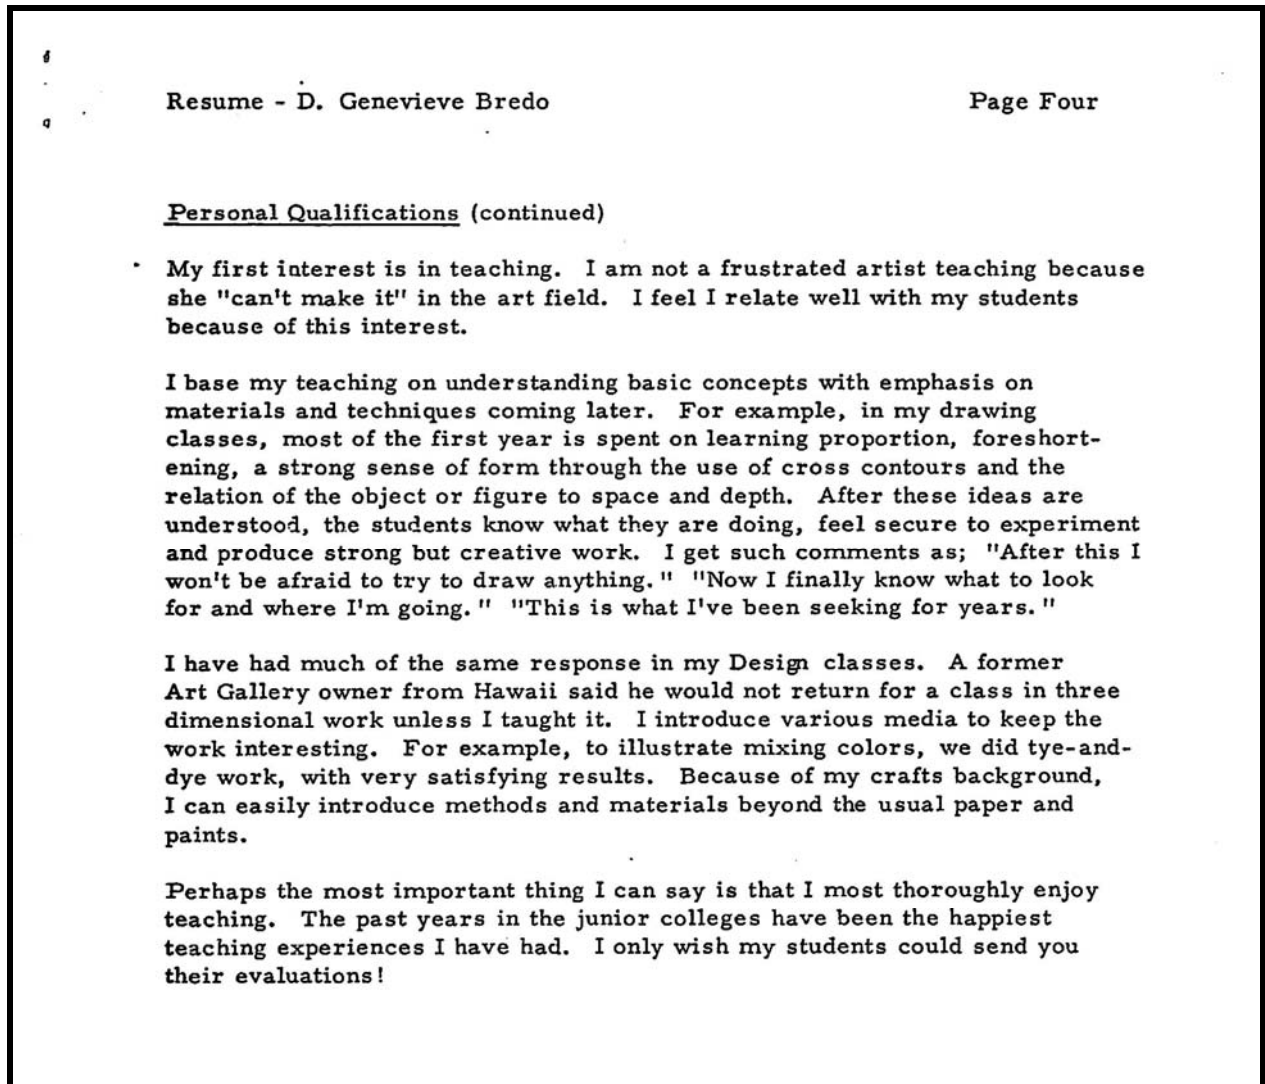 Resume - D. Genevieve Bredo Page Four
Personal Qualifications (continued)
My first interest is in teaching. I am not a frustrated artist teaching because
she "can't make it" in the art field. I feel I relate well with my students
because of this interest.
I base my teaching on understanding basic concepts with emphasis on
materials and techniques coming later. For example, in my drawing
classes, most of the first year is spent on learning proportion, foreshort-
ening, a strong sense of form through the use of cross contours and the
relation of the object or figure to space and depth. After these ideas are
understood, the students know what they are doing, feel secure to experiment
and produce strong but creative work. I get such comments as; "After this I
won't be afraid to try to draw anything." "Now I finally know what to look
for and where I'm going." "This is what I've been seeking for years."
I have had much of the same response in my Design classes. A former
Art Gallery owner from Hawaii said he would not return for a class in three
dimensional work unless I taught it. I introduce various media to keep the
work interesting. For example, to illustrate mixing colors, we did tye-and-
dye work, with very satisfying results. Because of my crafts background,
I can easily introduce methods and materials beyond the usual paper and
paints.
Perhaps the most important thing I can say is that I most thoroughly enjoy
teaching. The past years in the junior colleges have been the happiest
teaching experiences I have had. I only wish my students could send you
their evaluations!